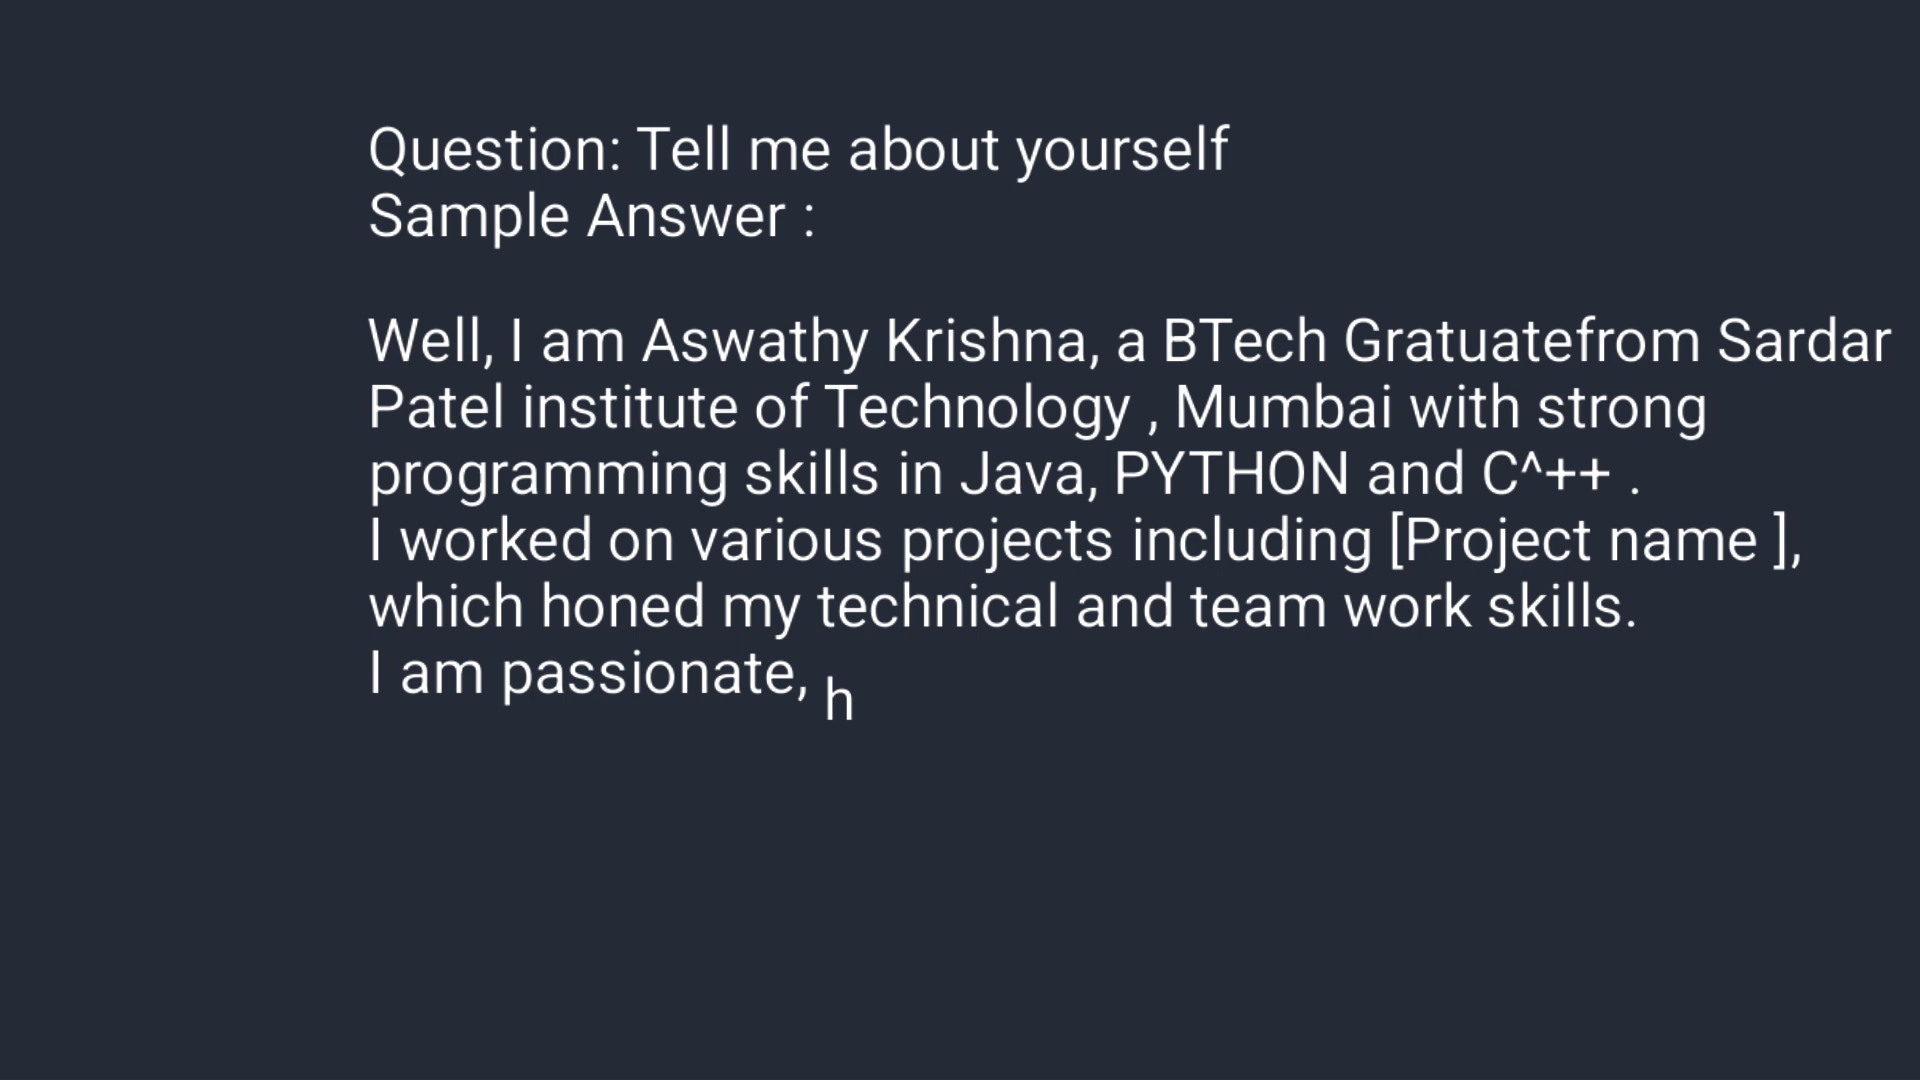 Question: Tell me about yourself
Sample Answer :
Well, I am Aswathy Krishna, a BTech Gratuatefrom Sardar
Patel institute of Technology , Mumbai with strong
programming skills in Java, PYTHON and C^++ .
I worked on various projects including [Project name ],
which honed my technical and team work skills.
I am passionate, h